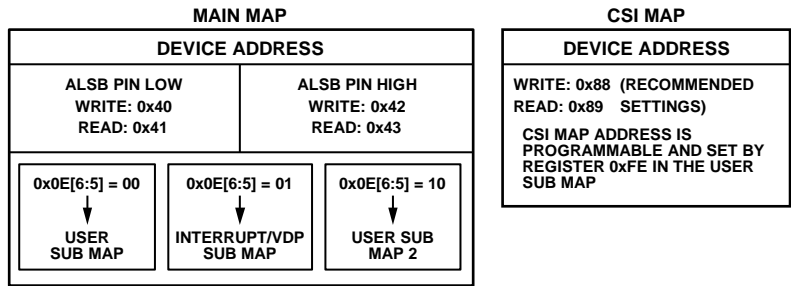 MAIN MAP
DEVICE ADDRESS
ALSB PIN LOW
WRITE: 0x40
READ: 0x41
ALSB PIN HIGH
WRITE: 0x42
READ: 0x43
0x0E[6:5] = 00
USER
SUB MAP
0x0E[6:5] = 01
INTERRUPT/VDP
SUB MAP
0x0E[6:5] = 10
USER SUB
MAP 2
CSI MAP
DEVICE ADDRESS
WRITE: 0x88 (RECOMMENDED
READ: 0x89 SETTINGS)
CSI MAP ADDRESS IS
PROGRAMMABLE AND SET BY
REGISTER 0xFE IN THE USER
SUB MAP